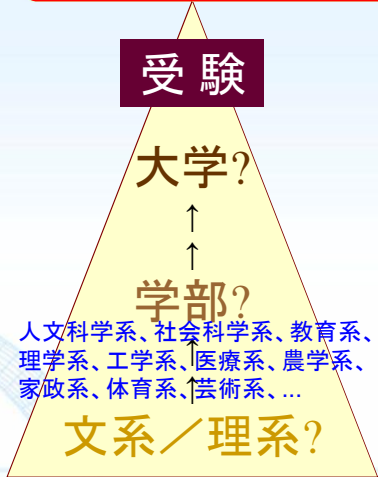 受験
大学?
↑
↑
学部?
人文科学系、社会科学系、教育系、
理学系、工学系、医療系、農学系、
家政系、体育系、芸術系、...
↑
↑
文系／理系?